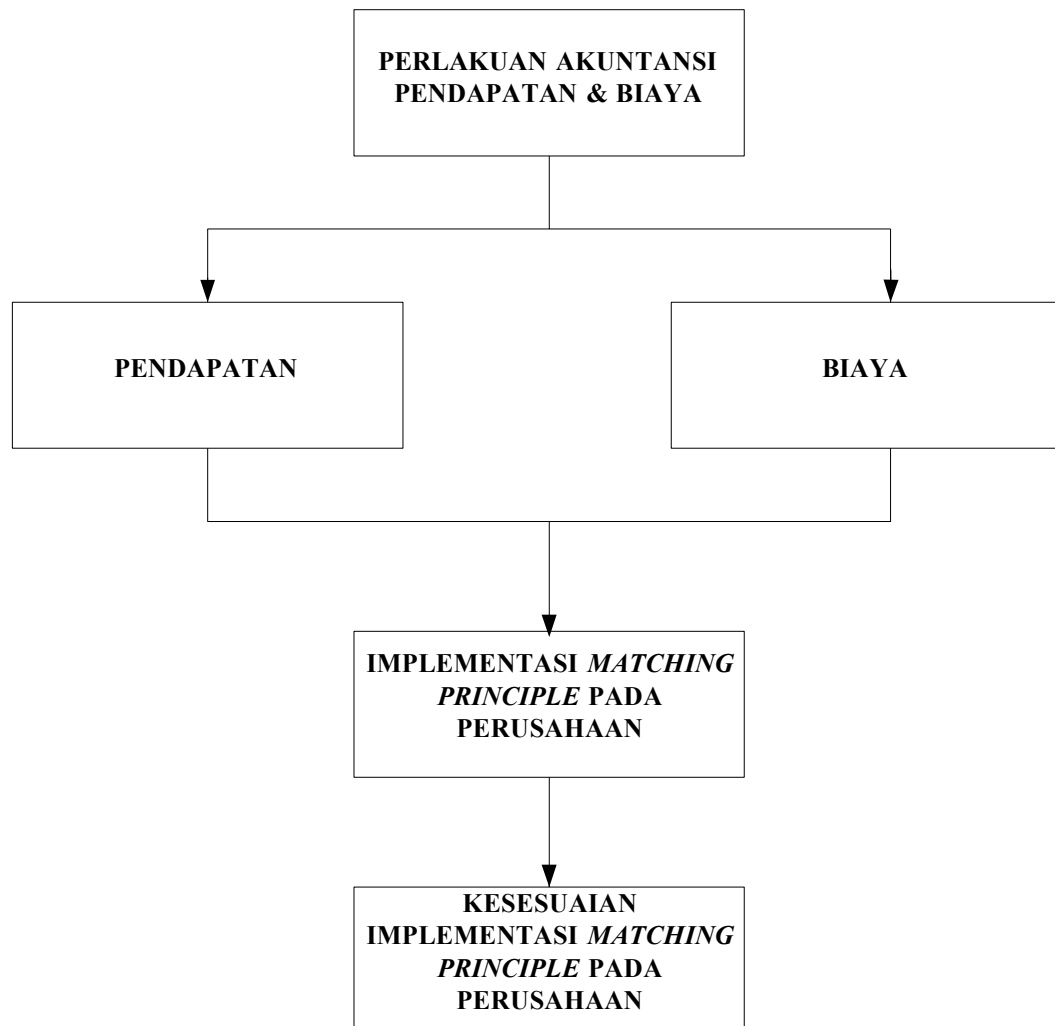 PERLAKUAN AKUNTANSI
PENDAPATAN & BIAYA
PENDAPATAN
BIAYA
IMPLEMENTASI MATCHING
PRINCIPLE PADA
PERUSAHAAN
KESESUAIAN
IMPLEMENTASI MATCHING
PRINCIPLE PADA
PERUSAHAAN